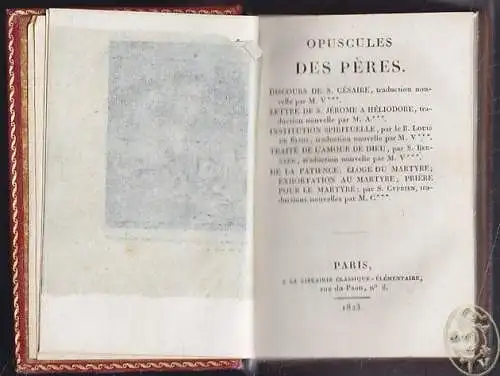 OPUSCULES
DES PÈRES.
DISCOURS DE S. CÉSAIRE, traduction nou-
velle par M. V***.
LETTRE DE S. JÉROME A HÉLIODORE, tra-
duction nouvelle par M. A***.
INSTITUTION SPIRITUELLE, par le B. LOUIS
DE BLOIS, traduction nouvelle par M. V***.
TRAITÉ DE L'AMOUR DE DIEU, par S. BER-
NARD, traduction nouvelle par M. V***.
DE LA PATIENCE; ÉLOGE DU MARTYRE;
EXHORTATION AU MARTYRE; PRIÈRE
POUR LE MARTYRE; par S. CYPRIEN, tra-
ductions nouvelles par M. C***
PARIS,
A LA LIBRAIRIE CLASSIQUE-ÉLÉMENTAIRE,
rue du Paon, n° 8.
1823.